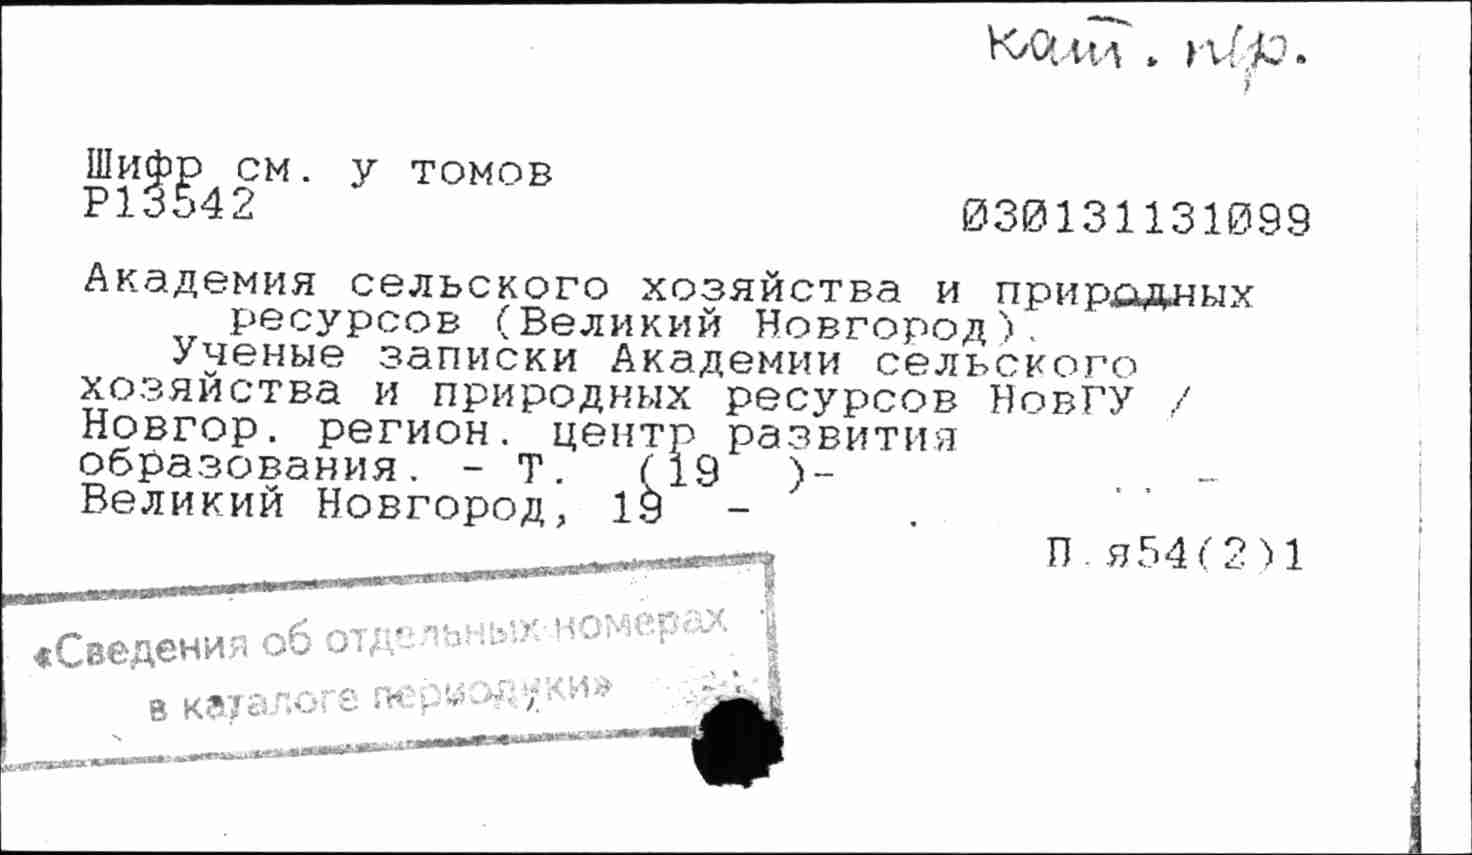 кат. п/р.
Шифр см. у томов
Р13542
030131131099
Академия сельского хозяйства и природных
ресурсов (Великий Новгород).
Ученые записки Академии сельского
хозяйства и природных ресурсов НовГУ /
Новгор. регион. центр развития
образования. - Т. (19 )-
Великий Новгород, 19 -
П.я54(2)1
«Сведения об отдельных номерах
в каталоге периодики»